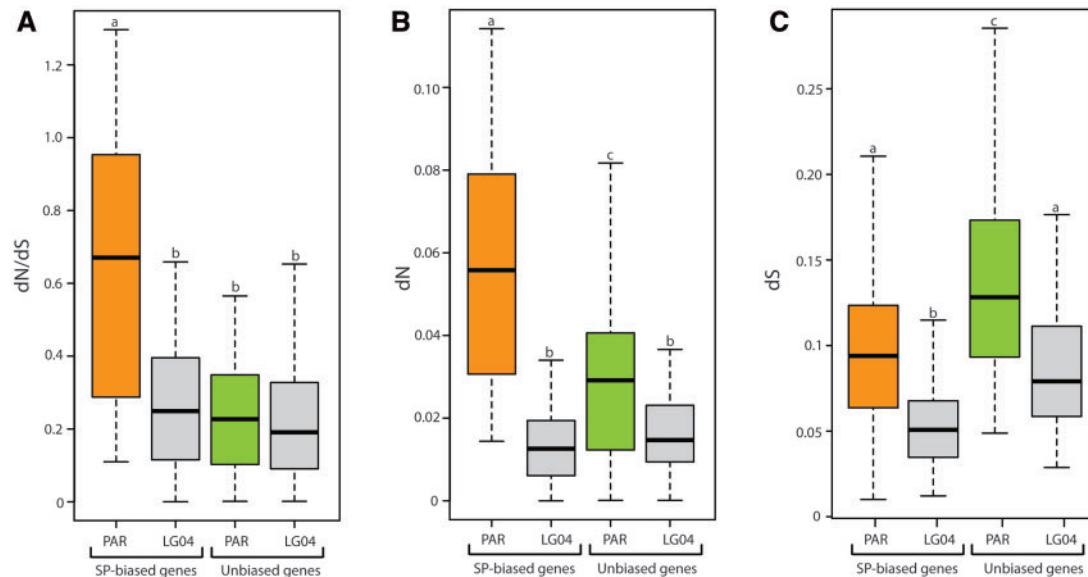 A
B
C
dN/dS
1.2
1.0
0.8
0.6
0.4
0.2
0
a
b
b
b
PAR
LG04
PAR
LG04
SP-biased genes
Unbiased genes
dN
0.10
0.08
0.06
0.04
0.02
0
a
b
c
b
PAR
LG04
PAR
LG04
SP-biased genes
Unbiased genes
dS
0.25
0.20
0.15
0.1
0.05
0
a
b
c
a
PAR
LG04
PAR
LG04
SP-biased genes
Unbiased genes